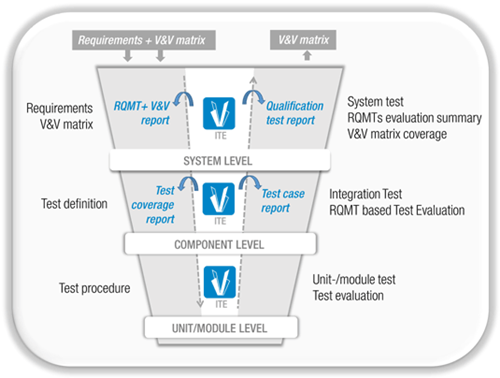 Requirements + V&V matrix
V&V matrix
Requirements
V&V matrix
RQMT+ V&V
report
ITE
Qualification
test report
System test
RQMTs evaluation summary
V&V matrix coverage
SYSTEM LEVEL
Test definition
Test
coverage
report
ITE
Test case
report
Integration Test
RQMT based Test Evaluation
COMPONENT LEVEL
Test procedure
ITE
Unit-/module test
Test evaluation
UNIT/MODULE LEVEL